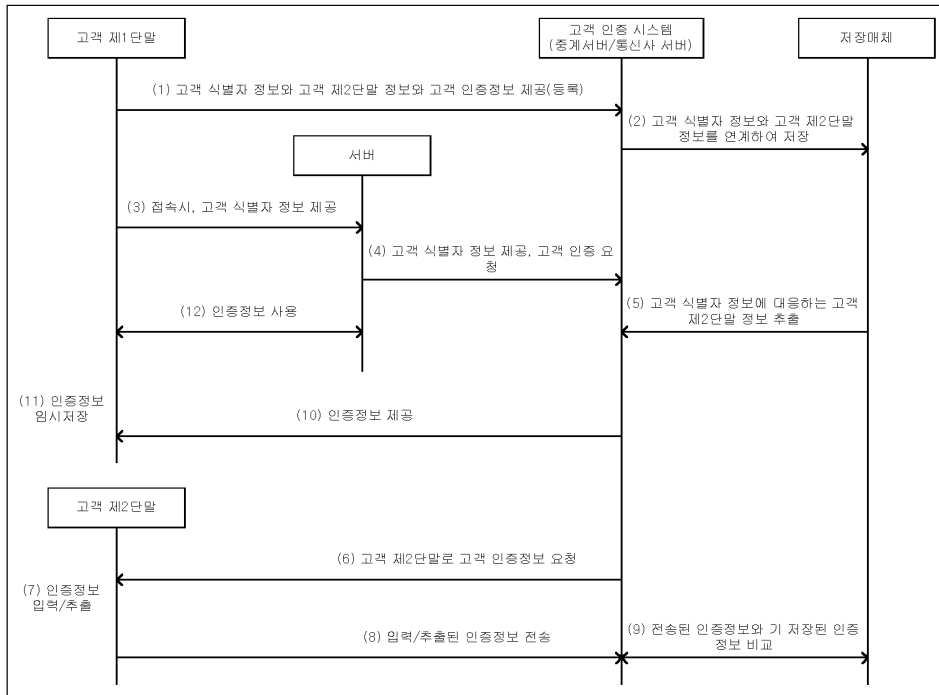 고객 제1단말
고객 인증 시스템
(중계서버/통신사 서버)
저장매체
(1) 고객 식별자 정보와 고객 제2단말 정보와 고객 인증정보 제공(등록)
(2) 고객 식별자 정보와 고객 제2단말
정보를 연계하여 저장
서버
(3) 접속시, 고객 식별자 정보 제공
(4) 고객 식별자 정보 제공, 고객 인증 요
청
(5) 고객 식별자 정보에 대응하는 고객
제2단말 정보 추출
(12) 인증정보 사용
(11) 인증정보
임시저장
(10) 인증정보 제공
고객 제2단말
(6) 고객 제2단말로 고객 인증정보 요청
(7) 인증정보
입력/추출
(8) 입력/추출된 인증정보 전송
(9) 전송된 인증정보와 기 저장된 인증
정보 비교